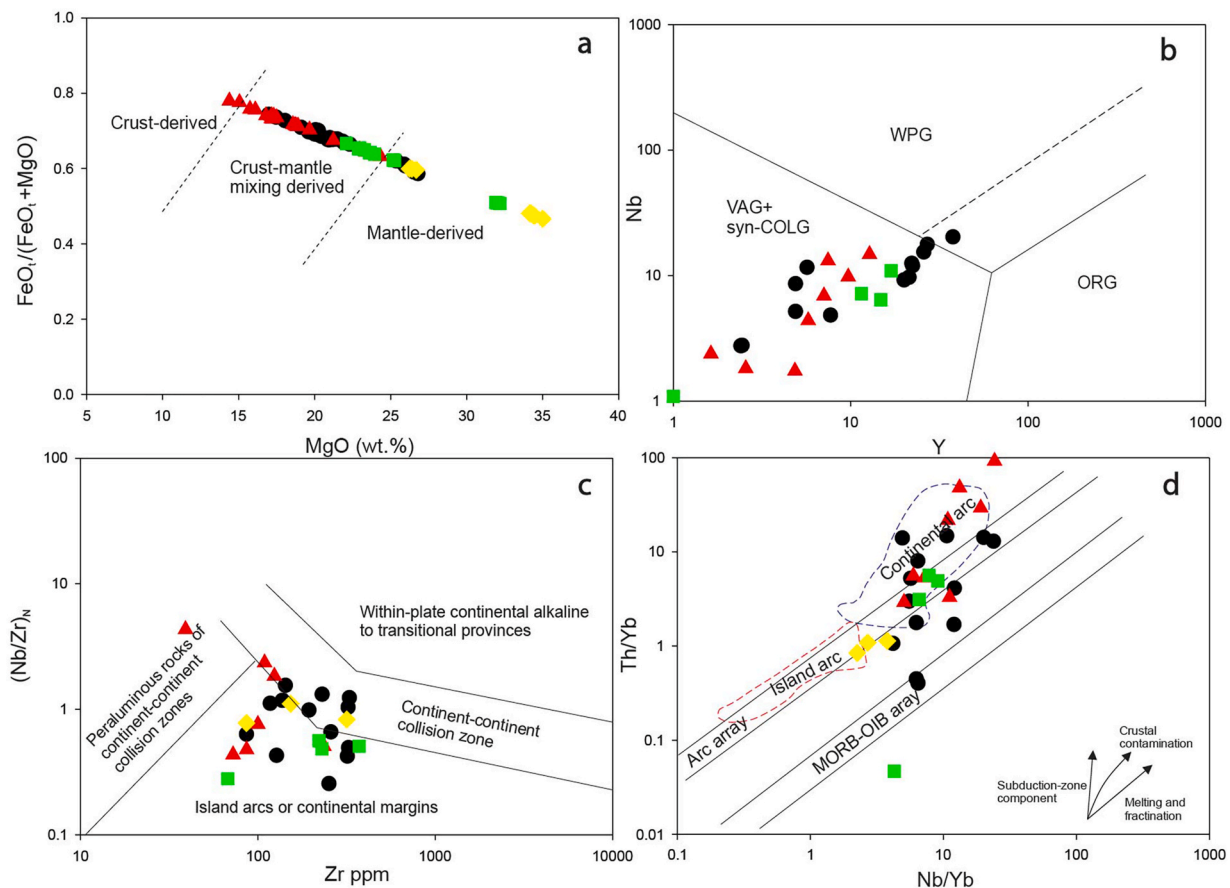 a
FeOt/(FeOt +MgO)
1.0
0.8
0.6
0.4
0.2
0.0
Crust-derived
Crust-mantle
mixing derived
Mantle-derived
5
10
15
20
25
30
35
40
MgO (wt.%)
b
Nb
1000
100
10
1
WPG
VAG+
syn-COLG
ORG
1
10
100
1000
Y
c
(Nb/Zr)N
100
10
1
0.1
Within-plate continental alkaline
to transitional provinces
Peraluminous rocks of
continent-continent
collision zones
Continent-continent
collision zone
Island arcs or continental margins
10
100
1000
10000
Zr ppm
d
Th/Yb
100
10
1
0.1
0.01
Continental arc
Island arc
Arc array
MORB-OIB aray
Crustal
contamination
Subduction-zone
component
Melting and
fractination
0.1
1
10
100
1000
Nb/Yb